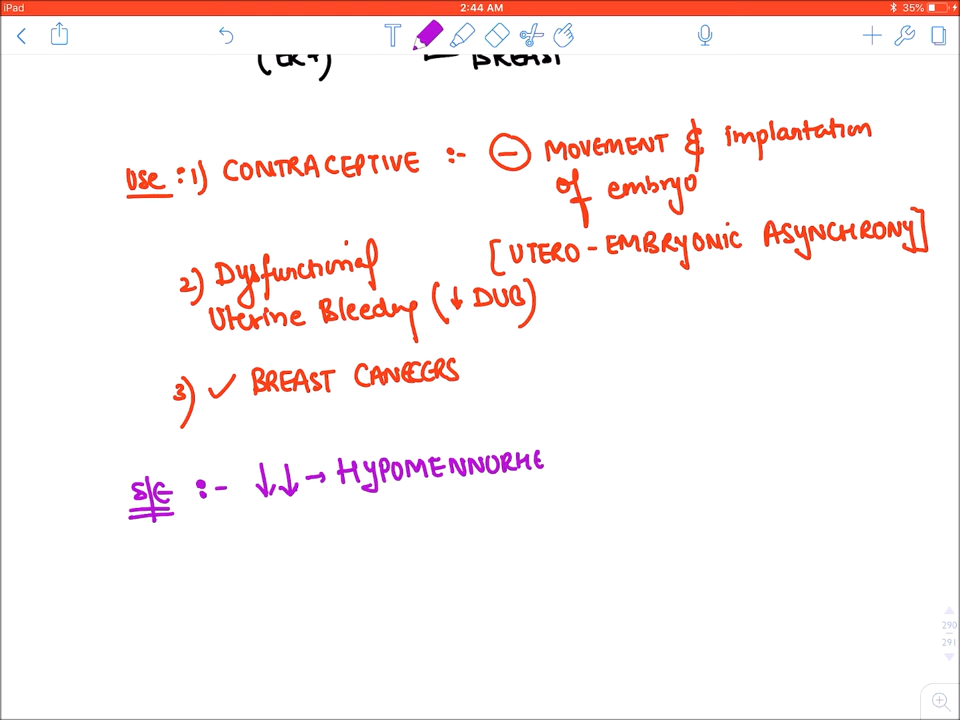 iPad 2:44 AM 35%
T
(ER+) BREAST
Use :1) CONTRACEPTIVE :- ⊖ MOVEMENT & implantation
of embryo
[UTERO-EMBRYONIC ASYNCHRONY]
2) Dysfunctional
Uterine Bleeding (↓ DUB)
3) ✓ BREAST CANCERS
S/E :- ↓↓ → HYPOMENNORHE
290
291